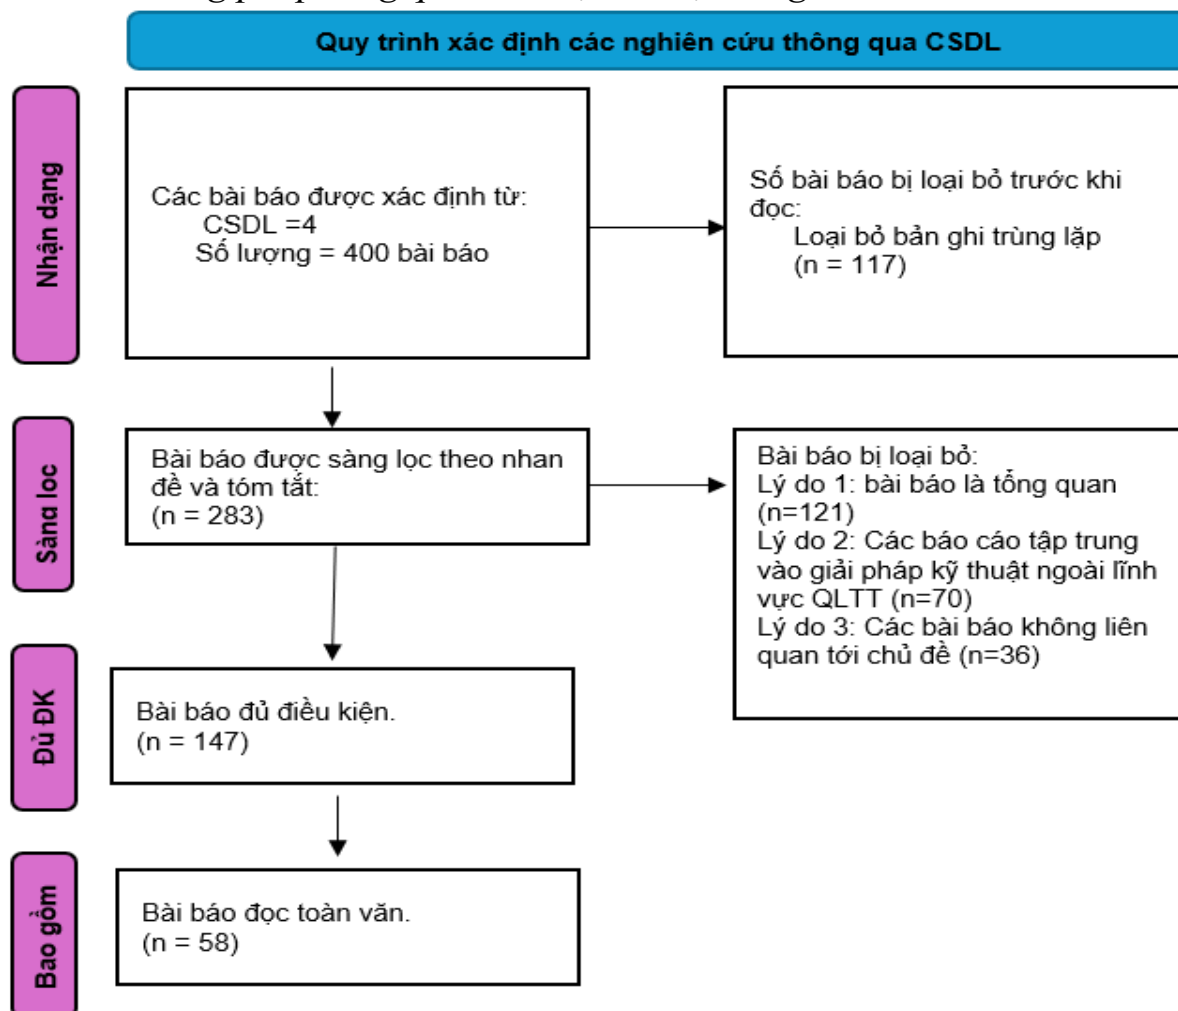 Quy trình xác định các nghiên cứu thông qua CSDL
Nhận dạng
Các bài báo được xác định từ:
CSDL =4
Số lượng = 400 bài báo
Số bài báo bị loại bỏ trước khi
đọc:
Loại bỏ bản ghi trùng lặp
(n = 117)
Sàng lọc
Bài báo được sàng lọc theo nhan
đề và tóm tắt:
(n = 283)
Bài báo bị loại bỏ:
Lý do 1: bài báo là tổng quan
(n=121)
Lý do 2: Các báo cáo tập trung
vào giải pháp kỹ thuật ngoài lĩnh
vực QLTT (n=70)
Lý do 3: Các bài báo không liên
quan tới chủ đề (n=36)
Đủ ĐK
Bài báo đủ điều kiện.
(n = 147)
Bao gồm
Bài báo đọc toàn văn.
(n = 58)